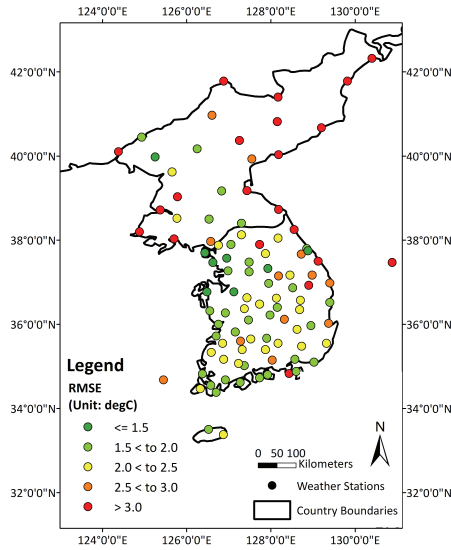 124°0'0"E 126°0'0"E 128°0'0"E 130°0'0"E
42°0'0"N 42°0'0"N
40°0'0"N 40°0'0"N
38°0'0"N 38°0'0"N
36°0'0"N 36°0'0"N
34°0'0"N 34°0'0"N
32°0'0"N 32°0'0"N
Legend
RMSE
(Unit: degC)
<= 1.5
1.5 < to 2.0
2.0 < to 2.5
2.5 < to 3.0
> 3.0
N
0 50 100
Kilometers
Weather Stations
Country Boundaries
124°0'0"E 126°0'0"E 128°0'0"E 130°0'0"E